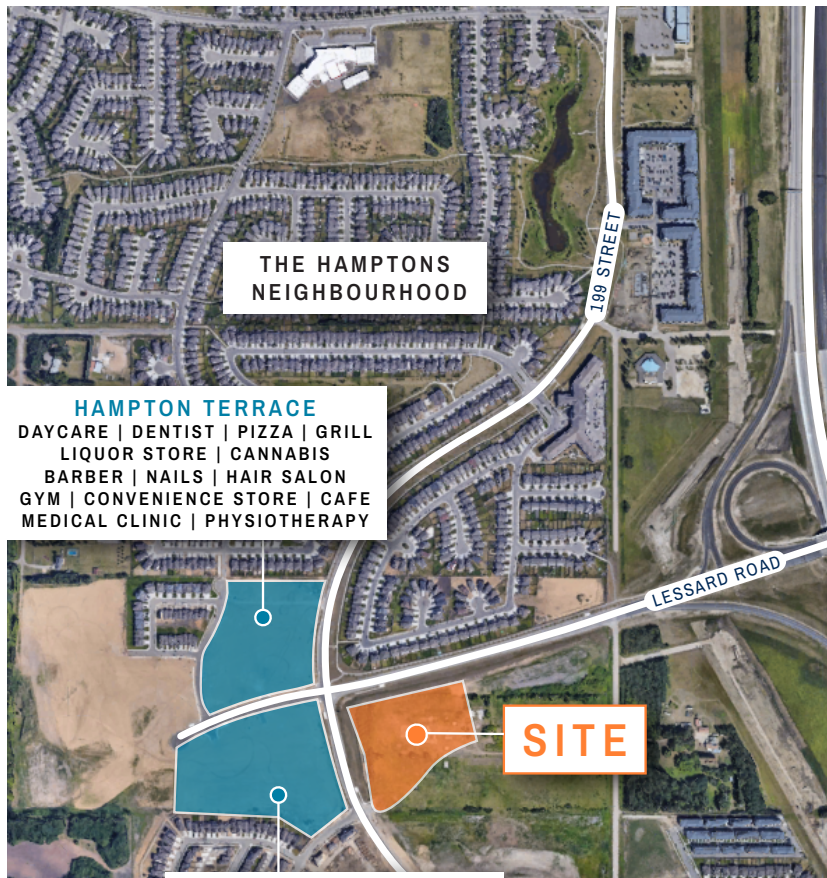 THE HAMPTONS
NEIGHBOURHOOD
199 STREET
HAMPTON TERRACE
DAYCARE | DENTIST | PIZZA | GRILL
LIQUOR STORE | CANNABIS
BARBER | NAILS | HAIR SALON
GYM | CONVENIENCE STORE | CAFE
MEDICAL CLINIC | PHYSIOTHERAPY
LESSARD ROAD
SITE